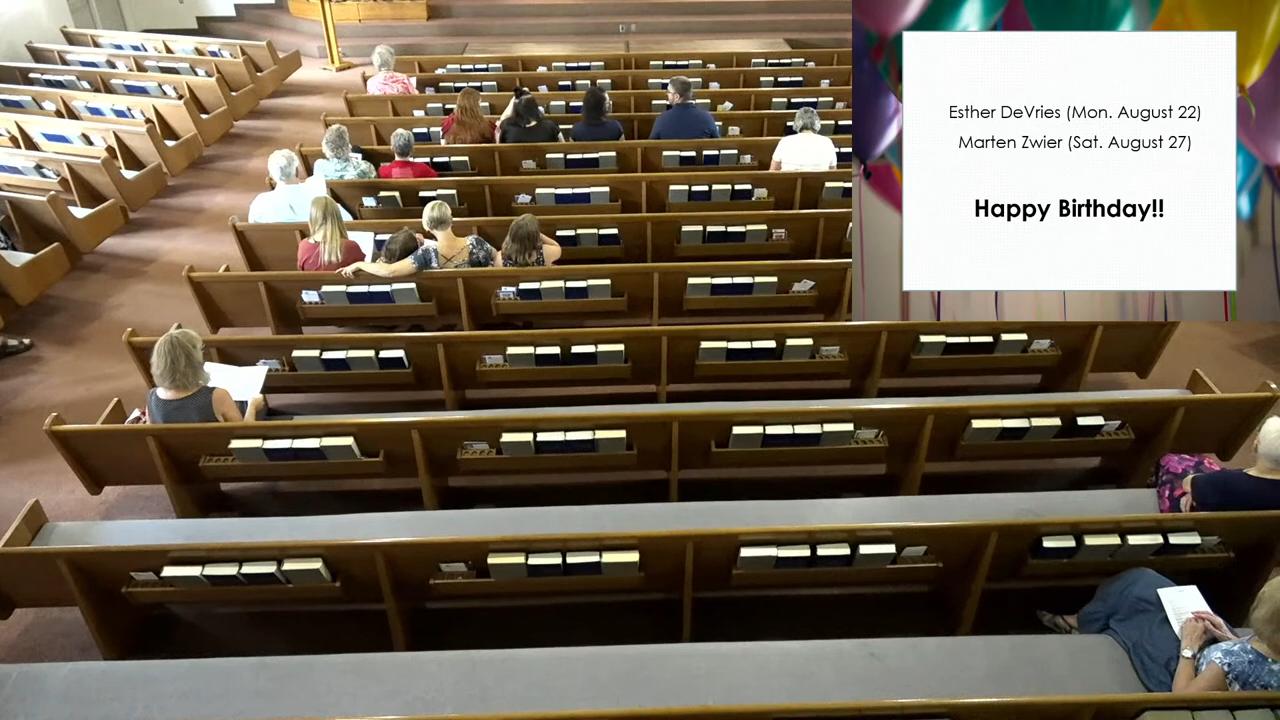 Esther DeVries (Mon. August 22)
Marten Zwier (Sat. August 27)
Happy Birthday!!